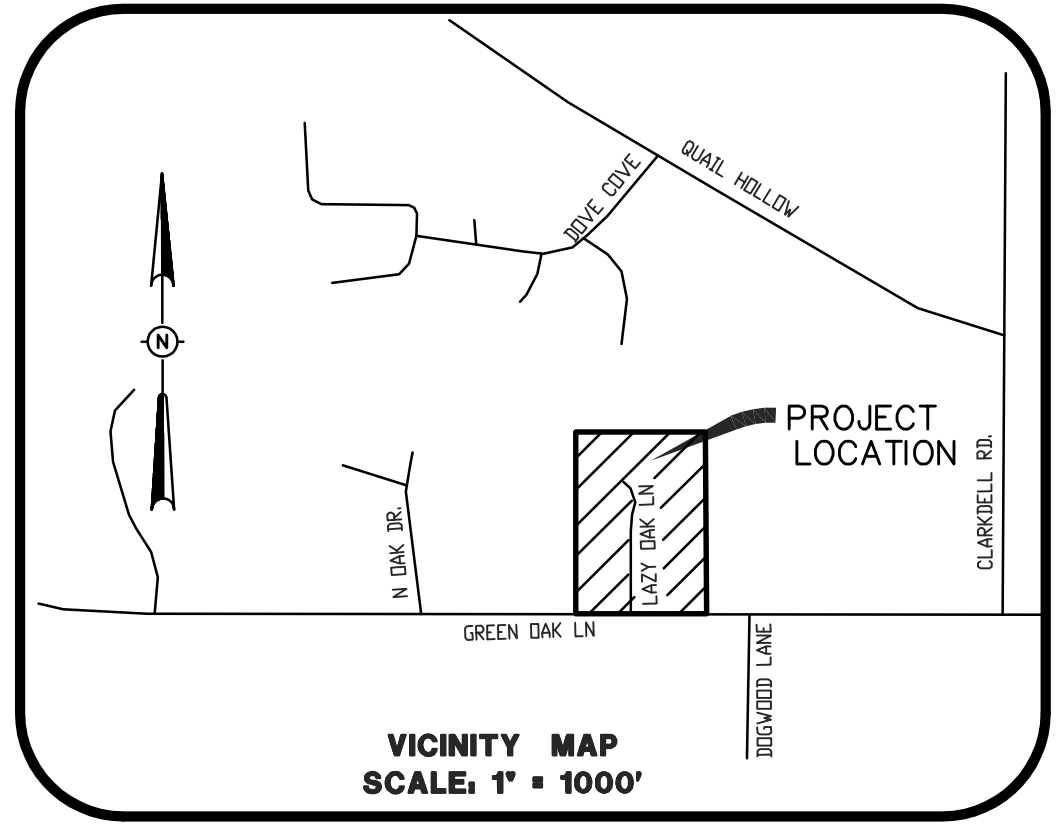 QUAIL HOLLOW
DOVE COVE
N
PROJECT
LOCATION
CLARKDELL RD.
N OAK DR.
LAZY OAK LN
GREEN OAK LN
DOGWOOD LANE
VICINITY MAP
SCALE: 1" = 1000'